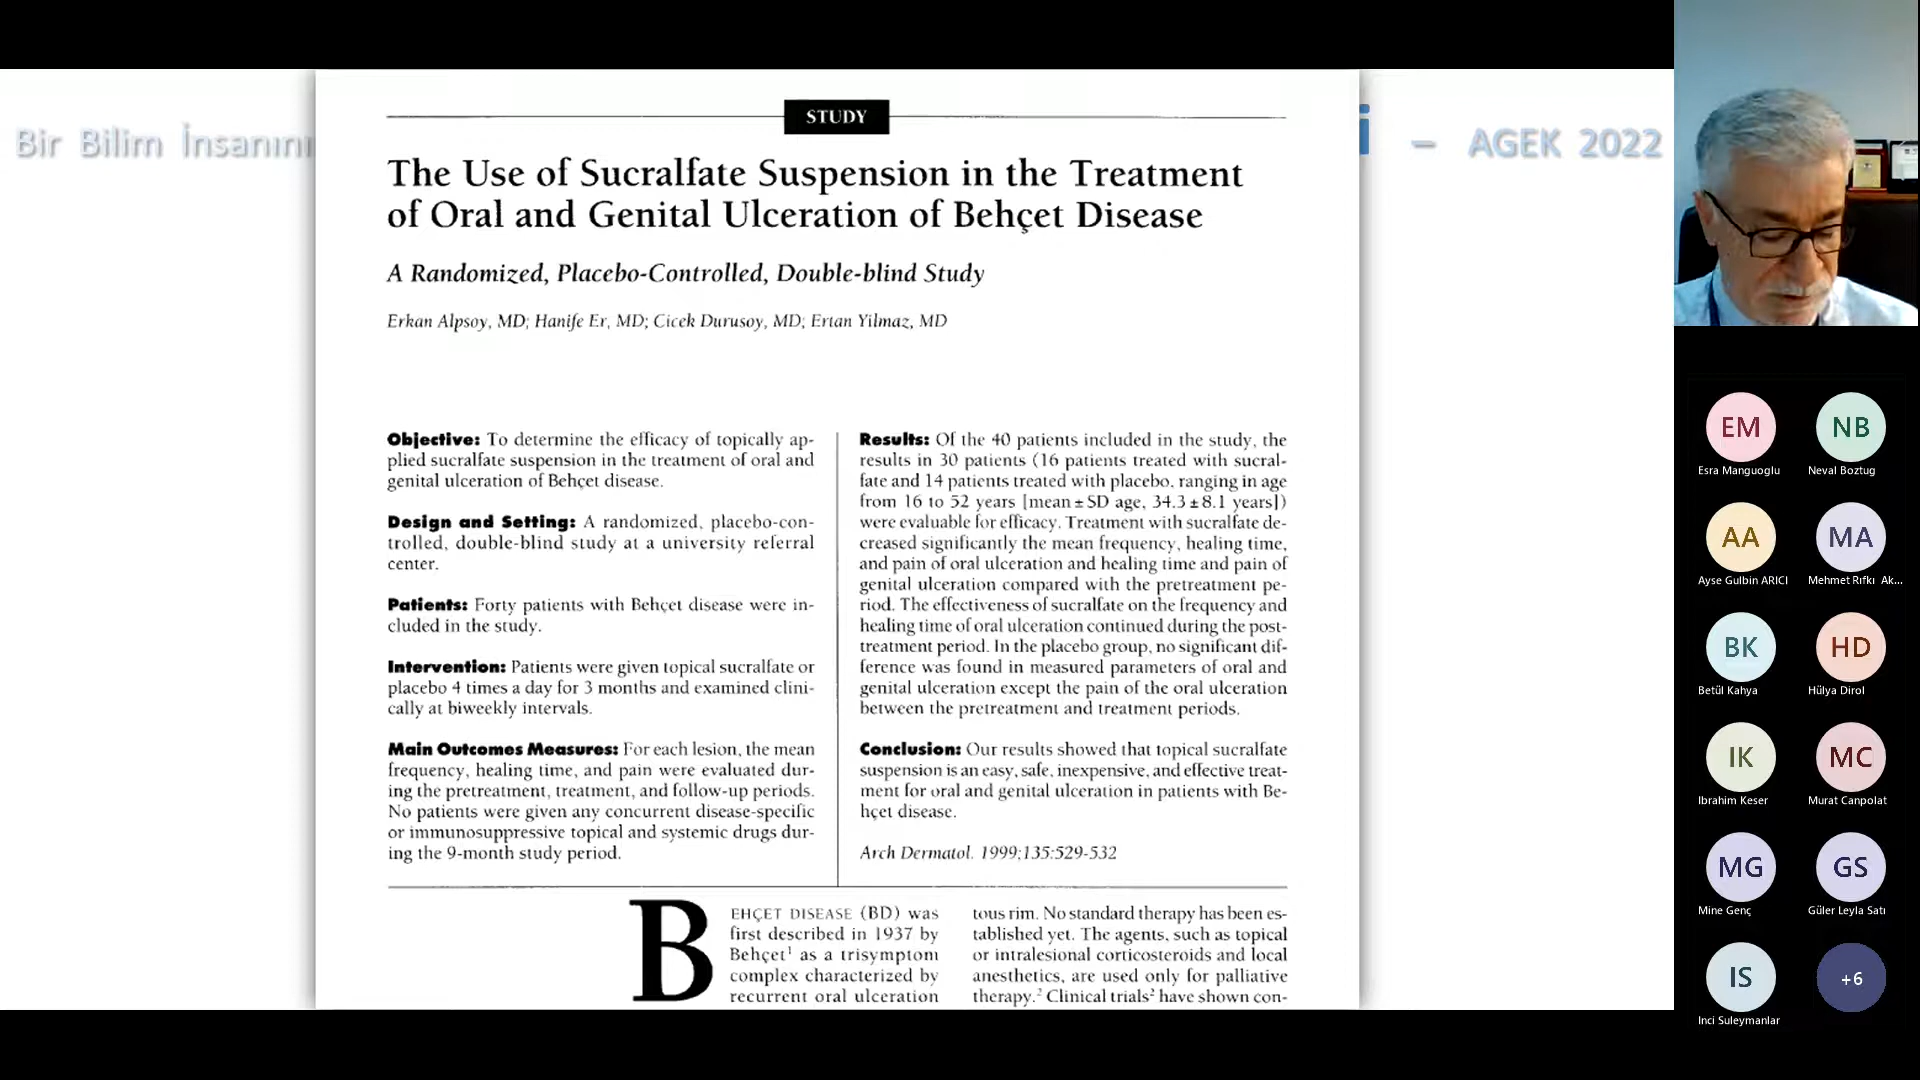 Bir Bilim İnsanını
i – AGEK 2022
STUDY
The Use of Sucralfate Suspension in the Treatment
of Oral and Genital Ulceration of Behçet Disease
A Randomized, Placebo-Controlled, Double-blind Study
Erkan Alpsoy, MD; Hanife Er, MD; Cicek Durusoy, MD; Ertan Yilmaz, MD
Objective: To determine the efficacy of topically ap-
plied sucralfate suspension in the treatment of oral and
genital ulceration of Behçet disease.
Design and Setting: A randomized, placebo-con-
trolled, double-blind study at a university referral
center.
Patients: Forty patients with Behçet disease were in-
cluded in the study.
Intervention: Patients were given topical sucralfate or
placebo 4 times a day for 3 months and examined clini-
cally at biweekly intervals.
Main Outcomes Measures: For each lesion, the mean
frequency, healing time, and pain were evaluated dur-
ing the pretreatment, treatment, and follow-up periods.
No patients were given any concurrent disease-specific
or immunosuppressive topical and systemic drugs dur-
ing the 9-month study period.
Results: Of the 40 patients included in the study, the
results in 30 patients (16 patients treated with sucral-
fate and 14 patients treated with placebo, ranging in age
from 16 to 52 years [mean ± SD age, 34.3 ± 8.1 years])
were evaluable for efficacy. Treatment with sucralfate de-
creased significantly the mean frequency, healing time,
and pain of oral ulceration and healing time and pain of
genital ulceration compared with the pretreatment pe-
riod. The effectiveness of sucralfate on the frequency and
healing time of oral ulceration continued during the post-
treatment period. In the placebo group, no significant dif-
ference was found in measured parameters of oral and
genital ulceration except the pain of the oral ulceration
between the pretreatment and treatment periods.
Conclusion: Our results showed that topical sucralfate
suspension is an easy, safe, inexpensive, and effective treat-
ment for oral and genital ulceration in patients with Be-
hçet disease.
Arch Dermatol. 1999;135:529-532
BEHÇET DISEASE (BD) was
first described in 1937 by
Behçet¹ as a trisymptom
complex characterized by
recurrent oral ulceration
tous rim. No standard therapy has been es-
tablished yet. The agents, such as topical
or intralesional corticosteroids and local
anesthetics, are used only for palliative
therapy.² Clinical trials² have shown con-
EM
Esra Manguoglu
NB
Neval Boztug
AA
Ayse Gulbin ARICI
MA
Mehmet Rıfkı Ak...
BK
Betül Kahya
HD
Hülya Dirol
IK
Ibrahim Keser
MC
Murat Canpolat
MG
Mine Genç
GS
Güler Leyla Satı
IS
Inci Suleymanlar
+6